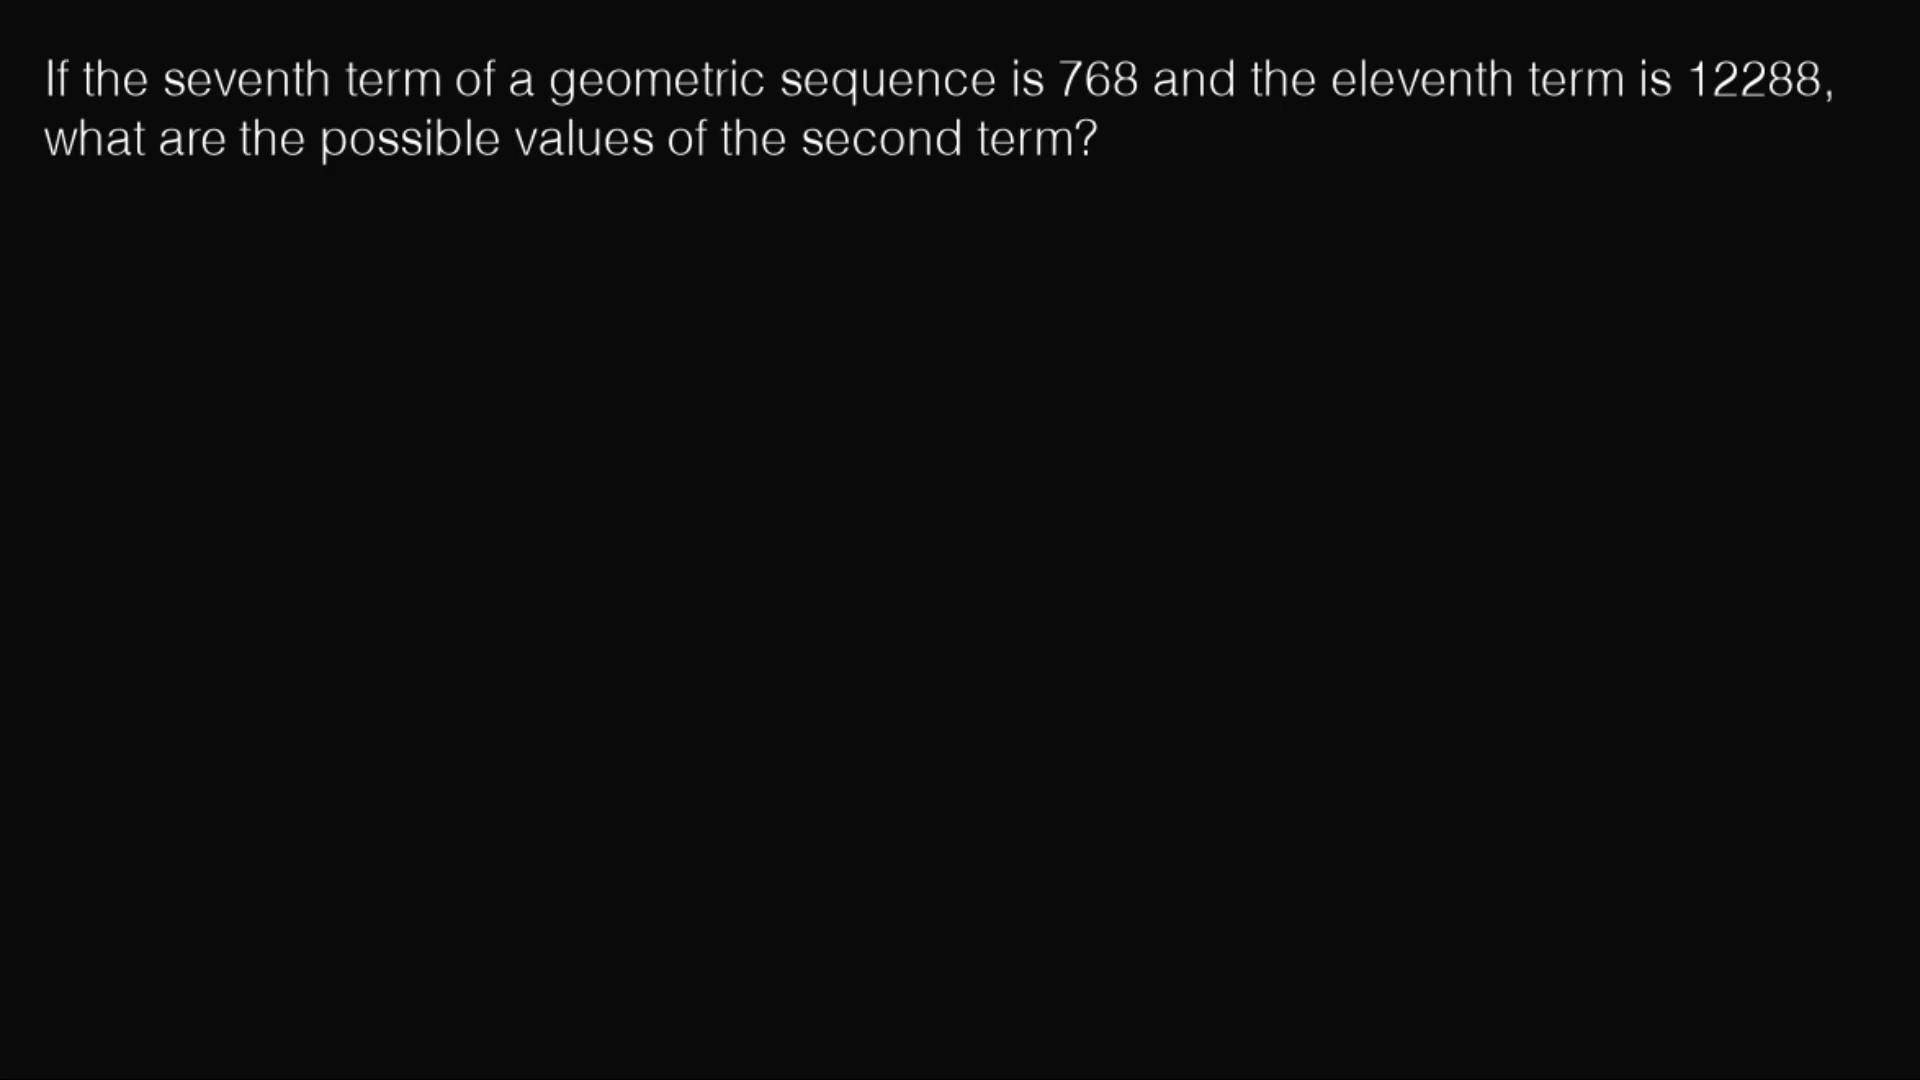 If the seventh term of a geometric sequence is 768 and the eleventh term is 12288,
what are the possible values of the second term?